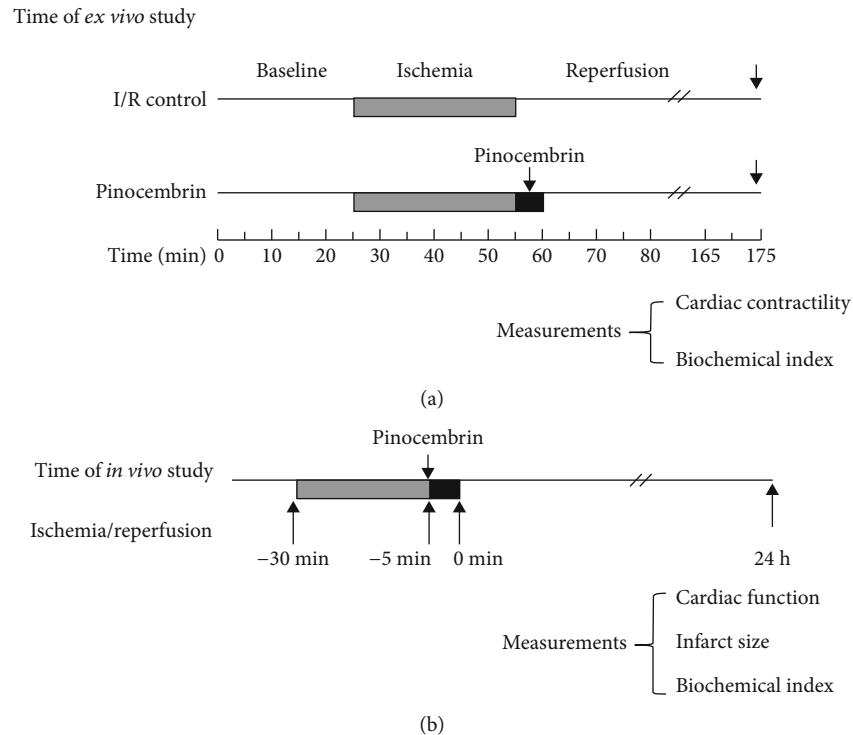 Time of ex vivo study
Baseline Ischemia Reperfusion
I/R control
Pinocembrin
Pinocembrin
Time (min) 0 10 20 30 40 50 60 70 80 165 175
Cardiac contractility
Measurements
Biochemical index
(a)
Pinocembrin
Time of in vivo study
Ischemia/reperfusion
−30 min −5 min 0 min 24 h
Cardiac function
Measurements Infarct size
Biochemical index
(b)